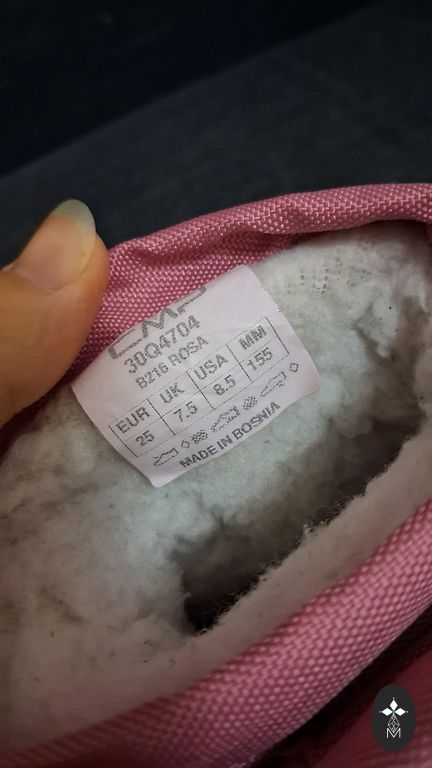 CMP
30Q4704
B216 ROSA
EUR UK USA MM
25 7.5 8.5 155
MADE IN BOSNIA
M